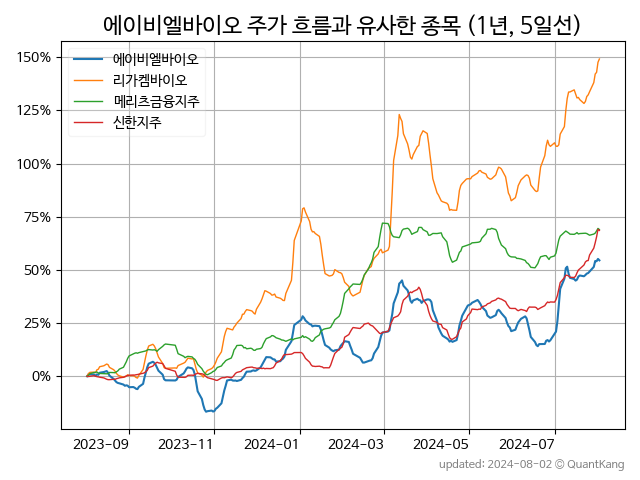 에이비엘바이오 주가 흐름과 유사한 종목 (1년, 5일선)
에이비엘바이오
리가켐바이오
메리츠금융지주
신한지주
150%
125%
100%
75%
50%
25%
0%
2023-09 2023-11 2024-01 2024-03 2024-05 2024-07
updated: 2024-08-02 © QuantKang